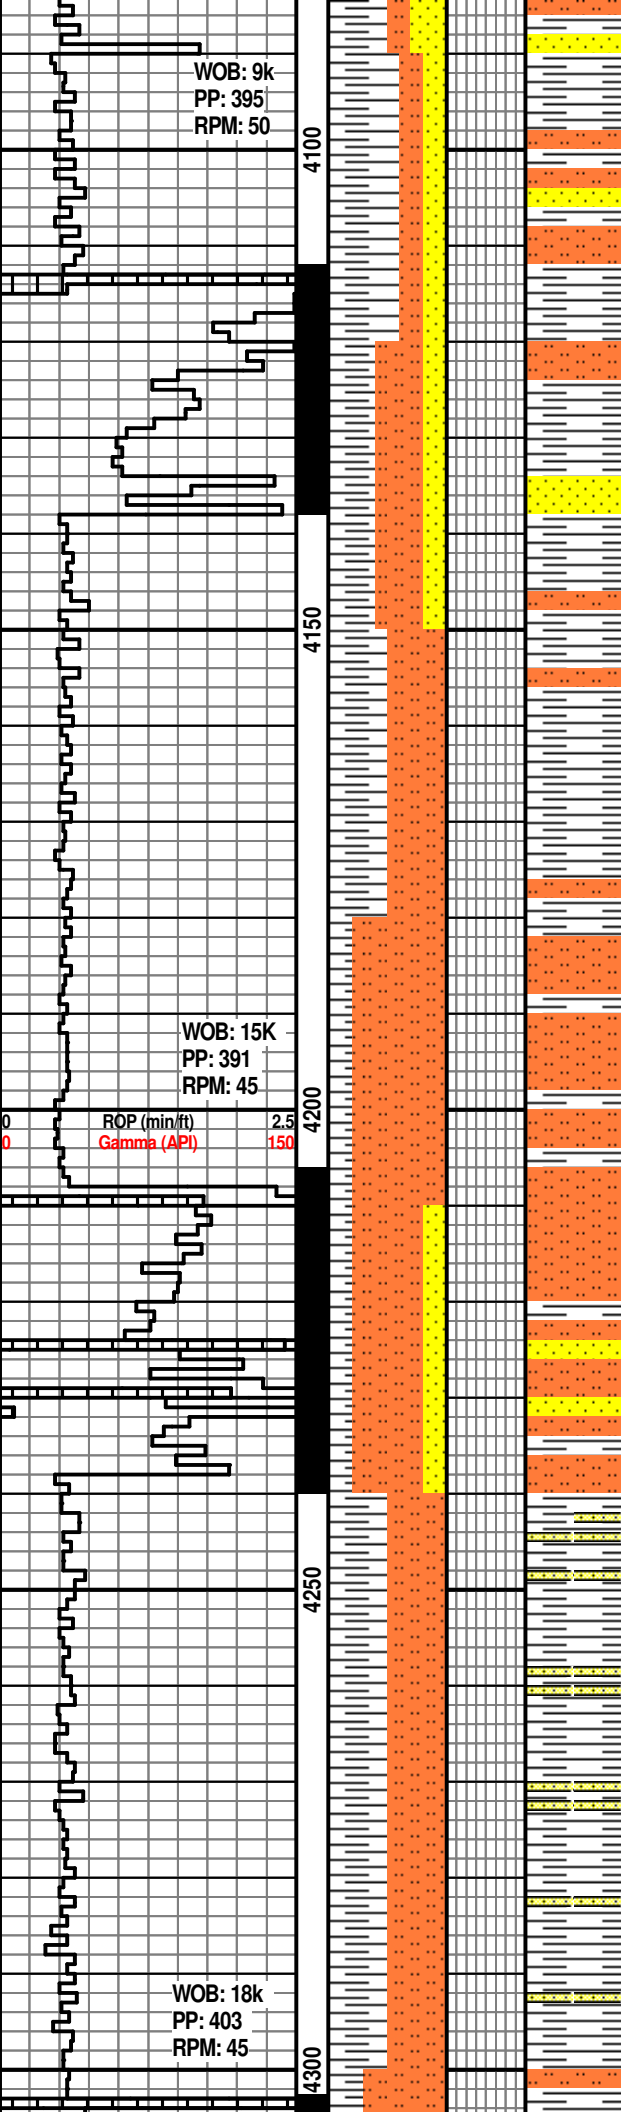 WOB: 9k
PP: 395
RPM: 50
4100
4150
WOB: 15K
PP: 391
RPM: 45
4200
0 ROP (min/ft) 2.5
0 Gamma (API) 150
4250
WOB: 18k
PP: 403
RPM: 45
4300